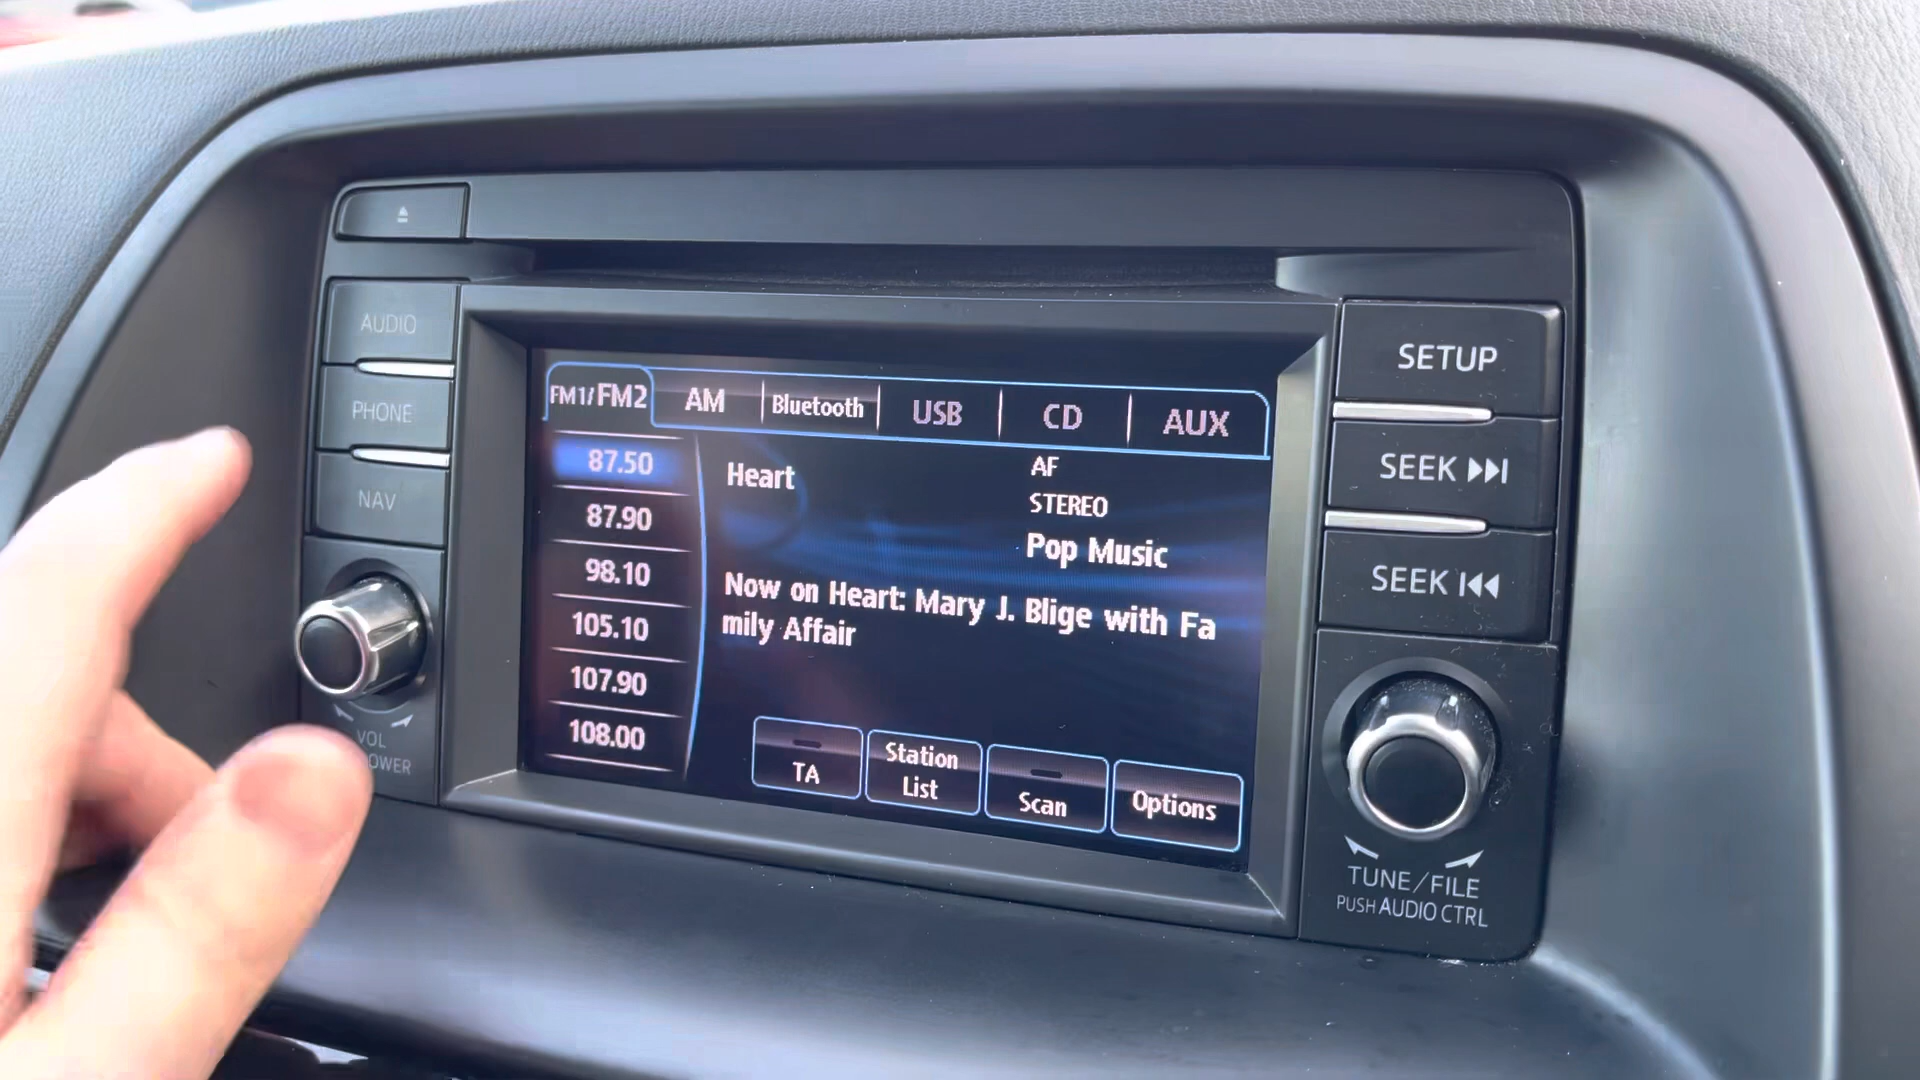 AUDIO
PHONE
NAV
VOL
OWER
FM1/FM2
AM
Bluetooth
USB
CD
AUX
87.50
87.90
98.10
105.10
107.90
108.00
Heart
AF
STEREO
Pop Music
Now on Heart: Mary J. Blige with Fa
mily Affair
TA
Station
List
Scan
Options
SETUP
SEEK
SEEK
TUNE/FILE
PUSH AUDIO CTRL